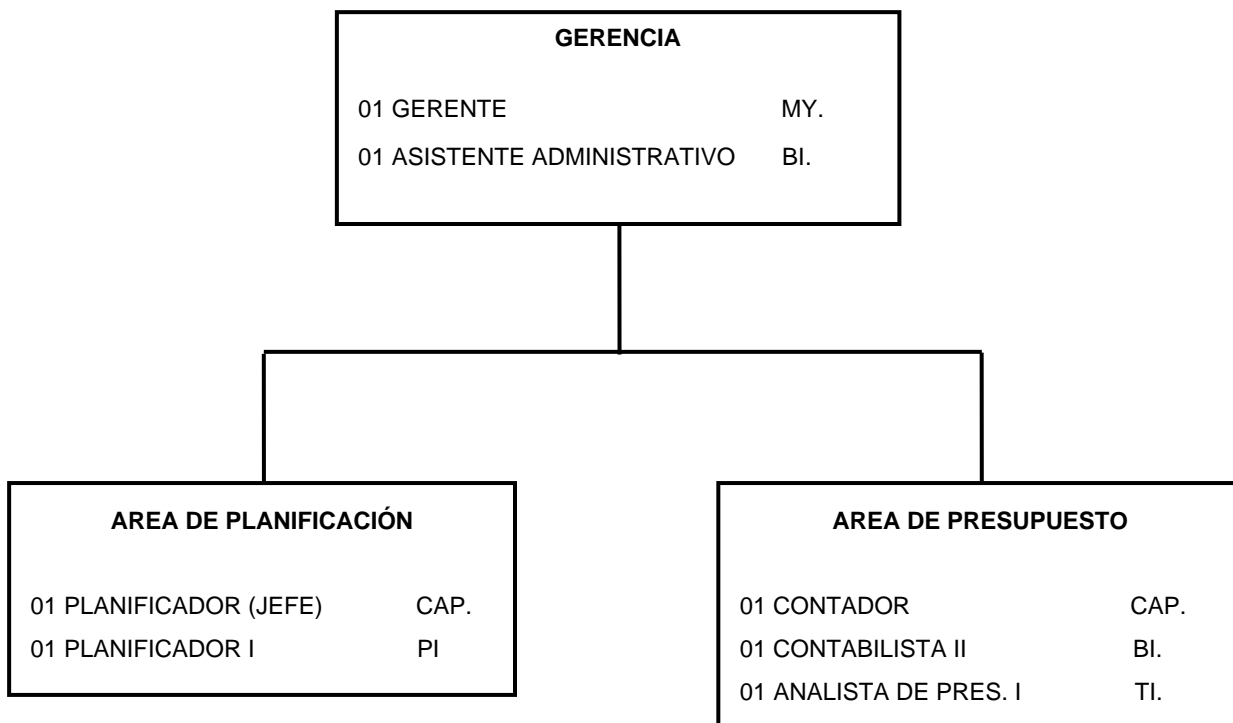 GERENCIA
01 GERENTE MY.
01 ASISTENTE ADMINISTRATIVO BI.
AREA DE PLANIFICACIÓN
01 PLANIFICADOR (JEFE) CAP.
01 PLANIFICADOR I PI
AREA DE PRESUPUESTO
01 CONTADOR CAP.
01 CONTABILISTA II BI.
01 ANALISTA DE PRES. I TI.